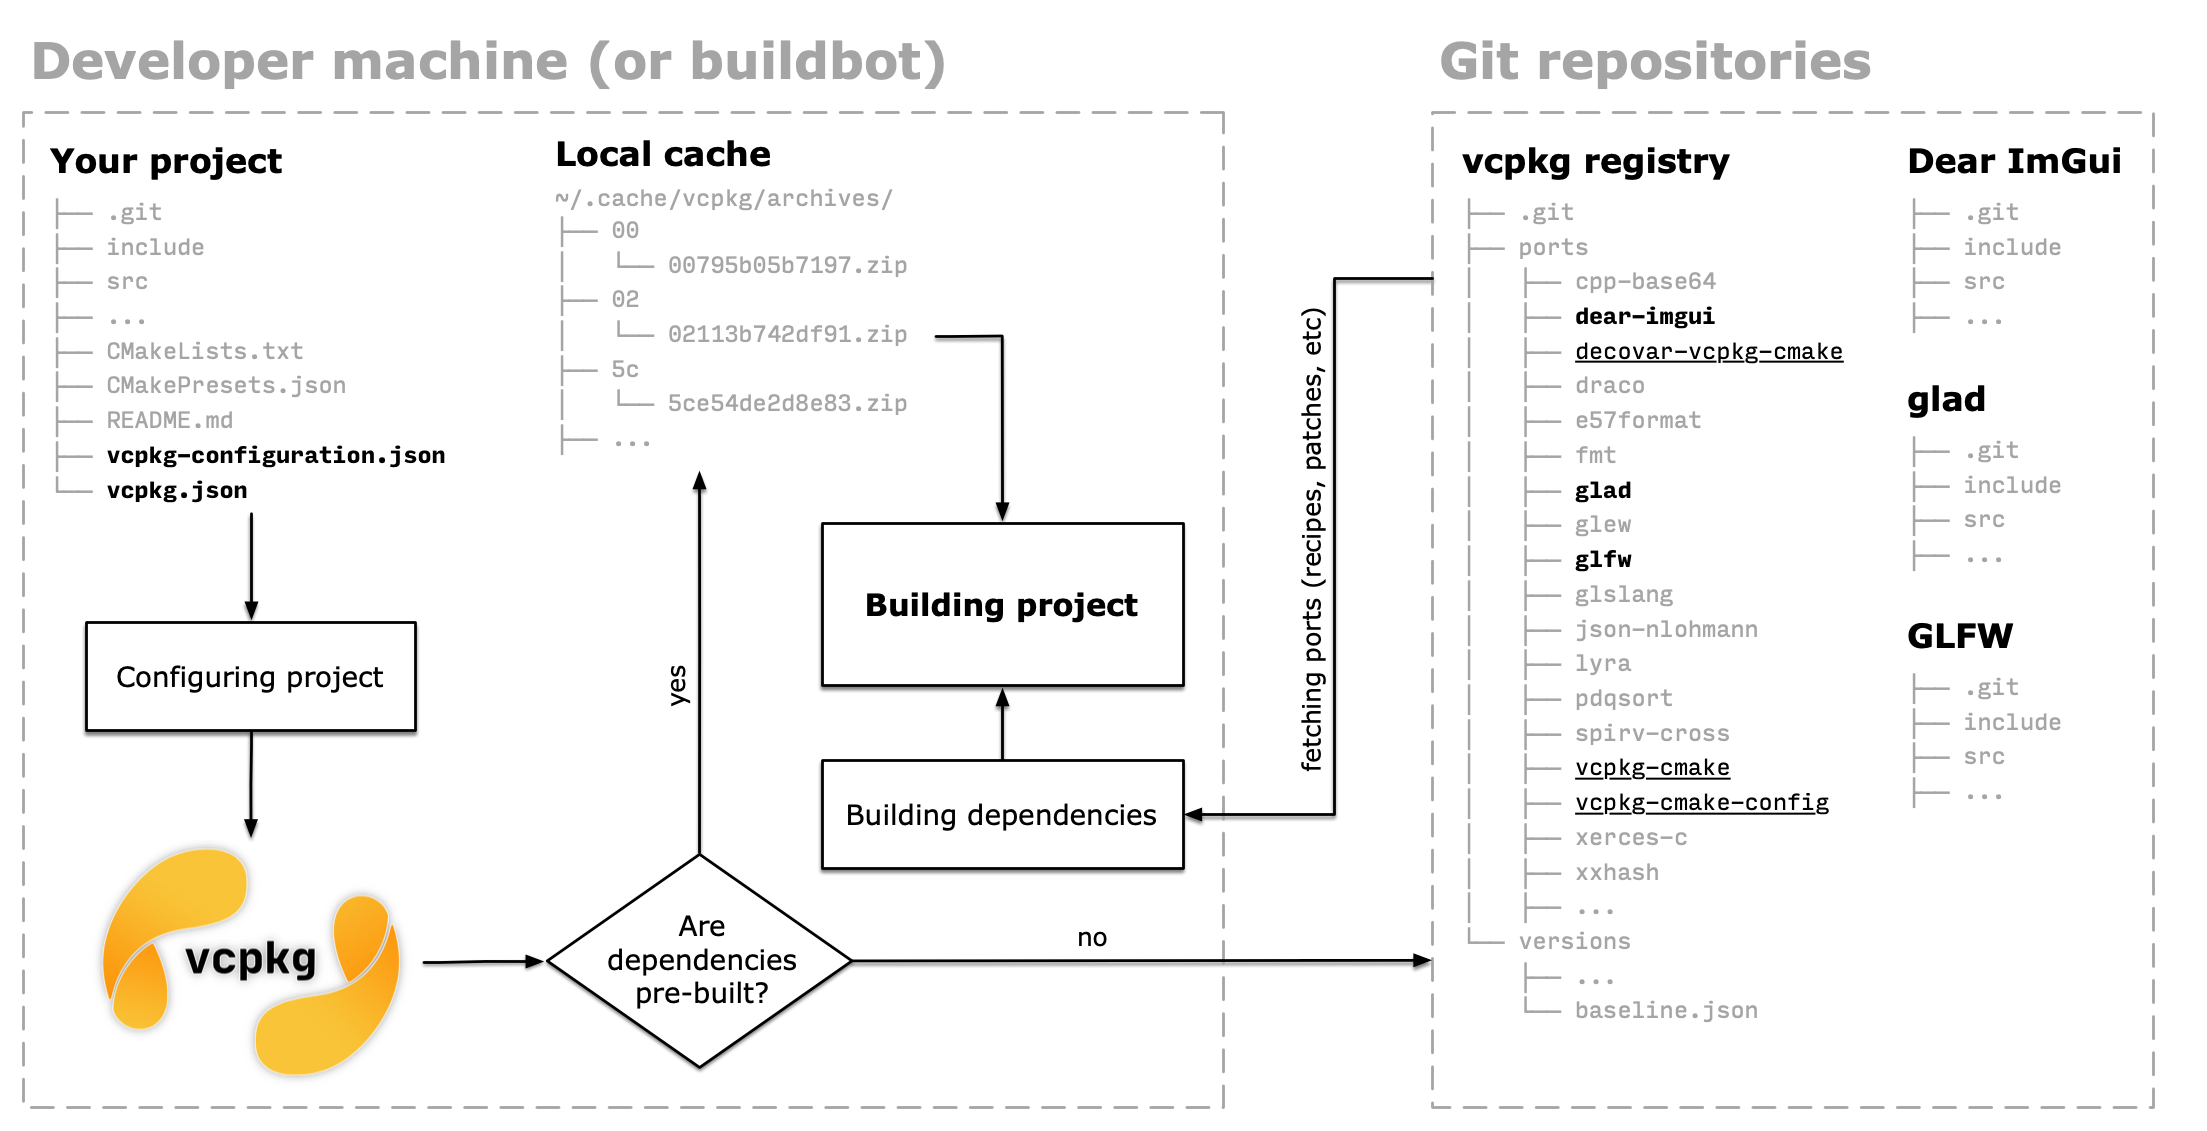 Developer machine (or buildbot)
Your project
.git
include
src
...
CMakeLists.txt
CMakePresets.json
README.md
vcpkg-configuration.json
vcpkg.json
Configuring project
vcpkg
Local cache
~/.cache/vcpkg/archives/
00
00795b05b7197.zip
02
02113b742df91.zip
5c
5ce54de2d8e83.zip
...
yes
Are
dependencies
pre-built?
no
Building project
Building dependencies
fetching ports (recipes, patches, etc)
Git repositories
vcpkg registry
.git
ports
cpp-base64
dear-imgui
decovar-vcpkg-cmake
draco
e57format
fmt
glad
glew
glfw
glslang
json-nlohmann
lyra
pdqsort
spirv-cross
vcpkg-cmake
vcpkg-cmake-config
xerces-c
xxhash
...
versions
...
baseline.json
Dear ImGui
.git
include
src
...
glad
.git
include
src
...
GLFW
.git
include
src
...